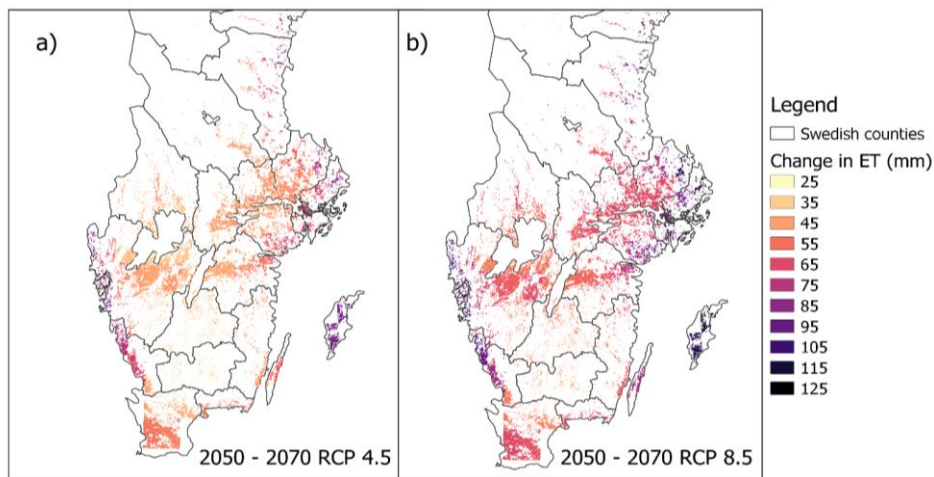 a)
2050 - 2070 RCP 4.5
b)
2050 - 2070 RCP 8.5
Legend
Swedish counties
Change in ET (mm)
25
35
45
55
65
75
85
95
105
115
125